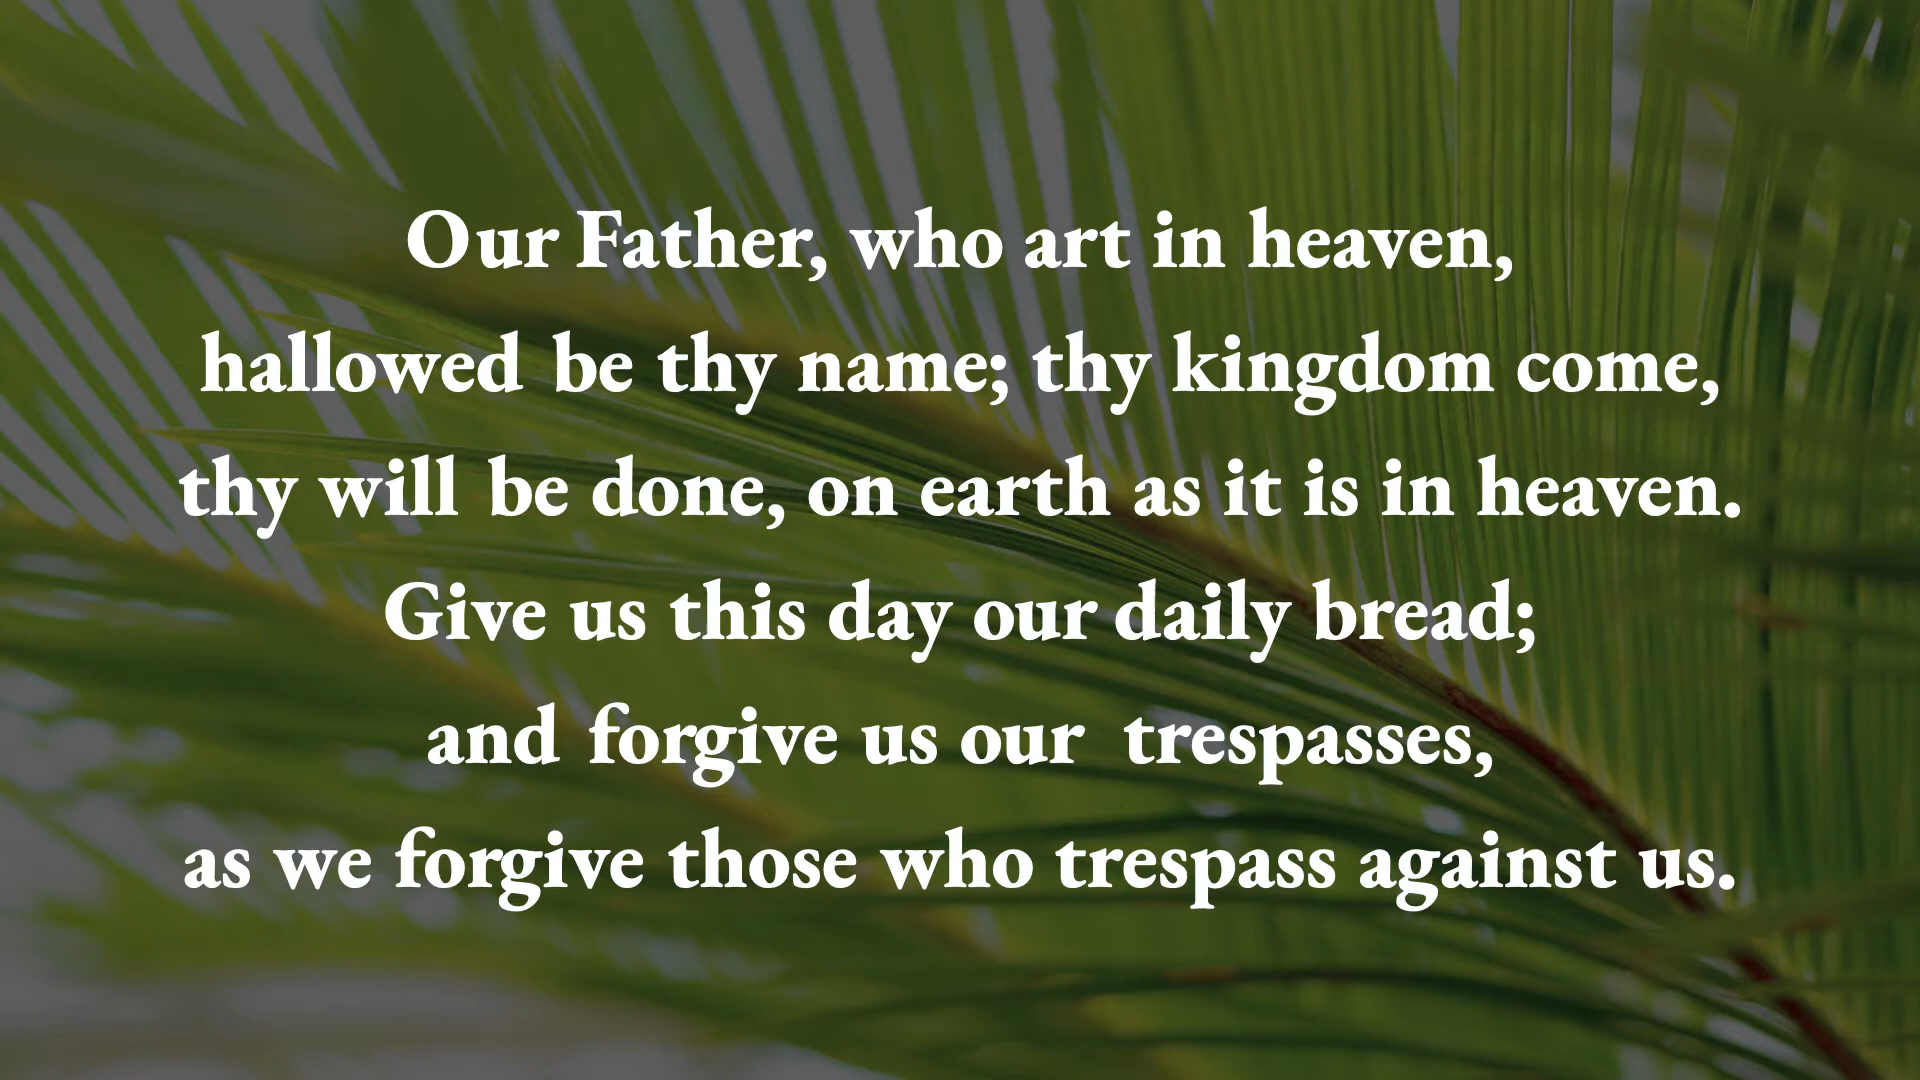 Our Father, who art in heaven,
hallowed be thy name; thy kingdom come,
thy will be done, on earth as it is in heaven.
Give us this day our daily bread;
and forgive us our trespasses,
as we forgive those who trespass against us.